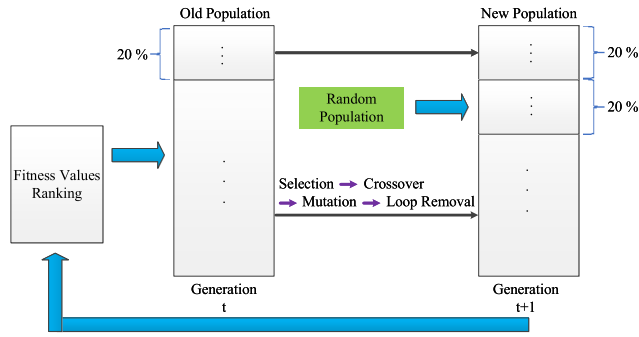 Old Population
New Population
20 %
20 %
Random
Population
20 %
Fitness Values
Ranking
Selection
Crossover
Mutation
Loop Removal
Generation
t
Generation
t+1